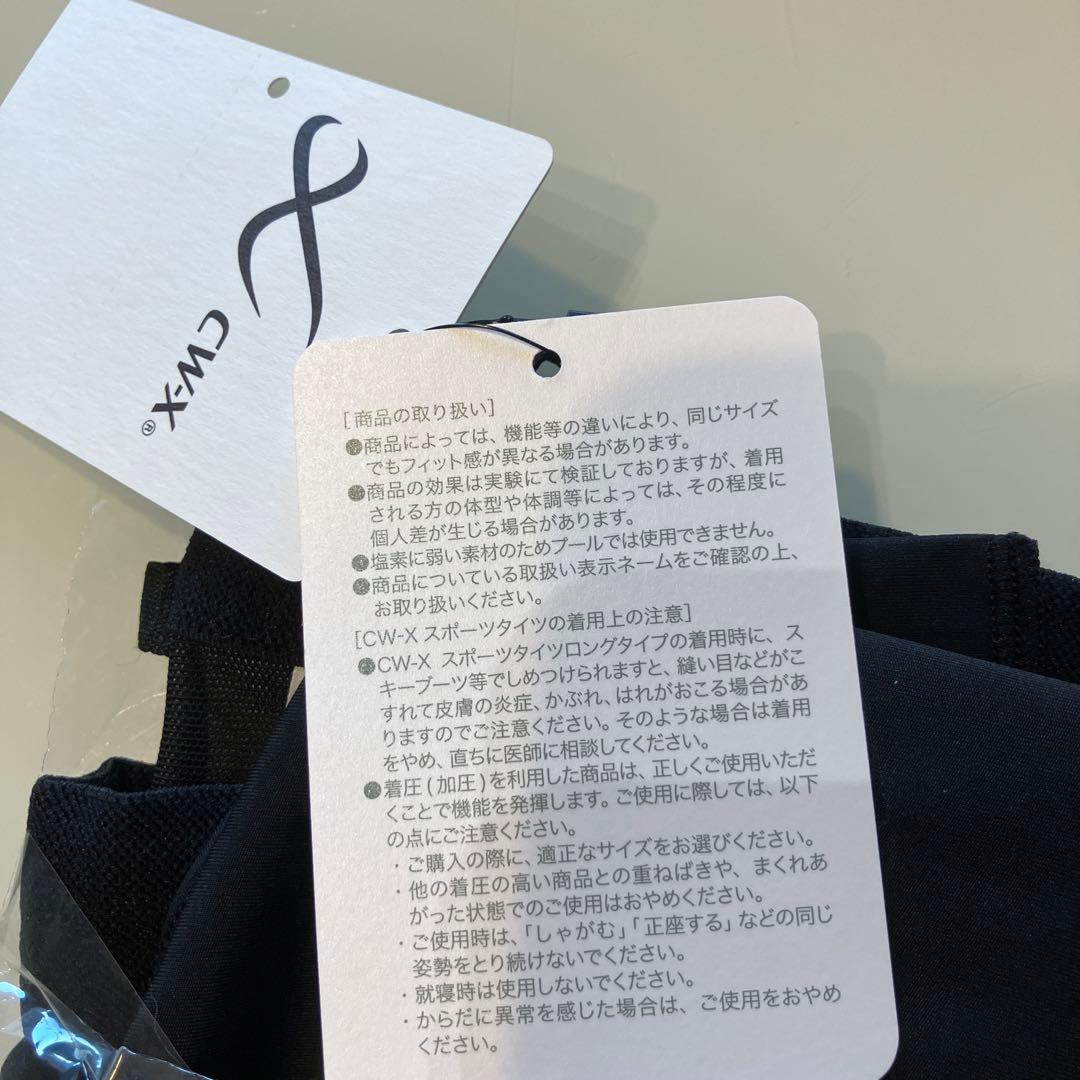 CW-X®
[商品の取り扱い]
●商品によっては、機能等の違いにより、同じサイズ
でもフィット感が異なる場合があります。
●商品の効果は実験にて検証しておりますが、着用
される方の体型や体調等によっては、その程度に
個人差が生じる場合があります。
●塩素に弱い素材のためプールでは使用できません。
●商品についている取扱い表示ネームをご確認の上、
お取り扱いください。
[CW-X スポーツタイツの着用上の注意]
●CW-X スポーツタイツロングタイプの着用時に、ス
キーブーツ等でしめつけられますと、縫い目などがこ
すれて皮膚の炎症、かぶれ、はれがおこる場合があ
りますのでご注意ください。そのような場合は着用
をやめ、直ちに医師に相談してください。
●着圧(加圧)を利用した商品は、正しくご使用いただ
くことで機能を発揮します。ご使用に際しては、以下
の点にご注意ください。
・ご購入の際に、適正なサイズをお選びください。
・他の着圧の高い商品との重ねばきや、まくれあ
がった状態でのご使用はおやめください。
・ご使用時は、「しゃがむ」「正座する」などの同じ
姿勢をとり続けないでください。
・就寝時は使用しないでください。
・からだに異常を感じた場合は、ご使用をおやめ
ください。